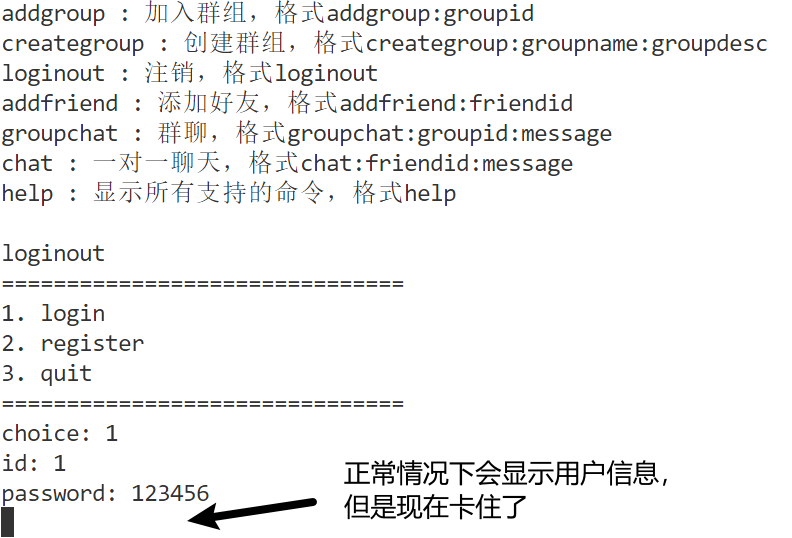 addgroup : 加入群组，格式addgroup:groupid
creategroup : 创建群组，格式creategroup:groupname:groupdesc
loginout : 注销，格式loginout
addfriend : 添加好友，格式addfriend:friendid
groupchat : 群聊，格式groupchat:groupid:message
chat : 一对一聊天，格式chat:friendid:message
help : 显示所有支持的命令，格式help
loginout
===============================
1. login
2. register
3. quit
===============================
choice: 1
id: 1
password: 123456
正常情况下会显示用户信息，
但是现在卡住了